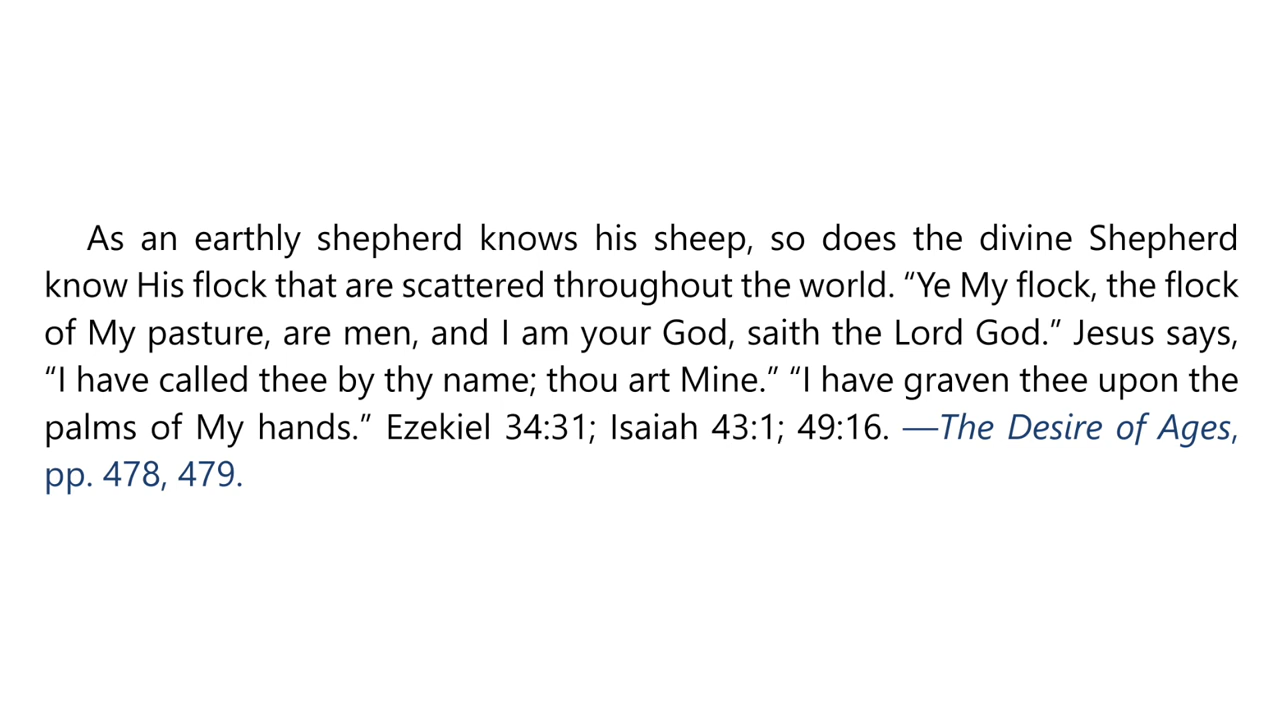 As an earthly shepherd knows his sheep, so does the divine Shepherd
know His flock that are scattered throughout the world. “Ye My flock, the flock
of My pasture, are men, and I am your God, saith the Lord God.” Jesus says,
“I have called thee by thy name; thou art Mine.” “I have graven thee upon the
palms of My hands.” Ezekiel 34:31; Isaiah 43:1; 49:16. —The Desire of Ages,
pp. 478, 479.